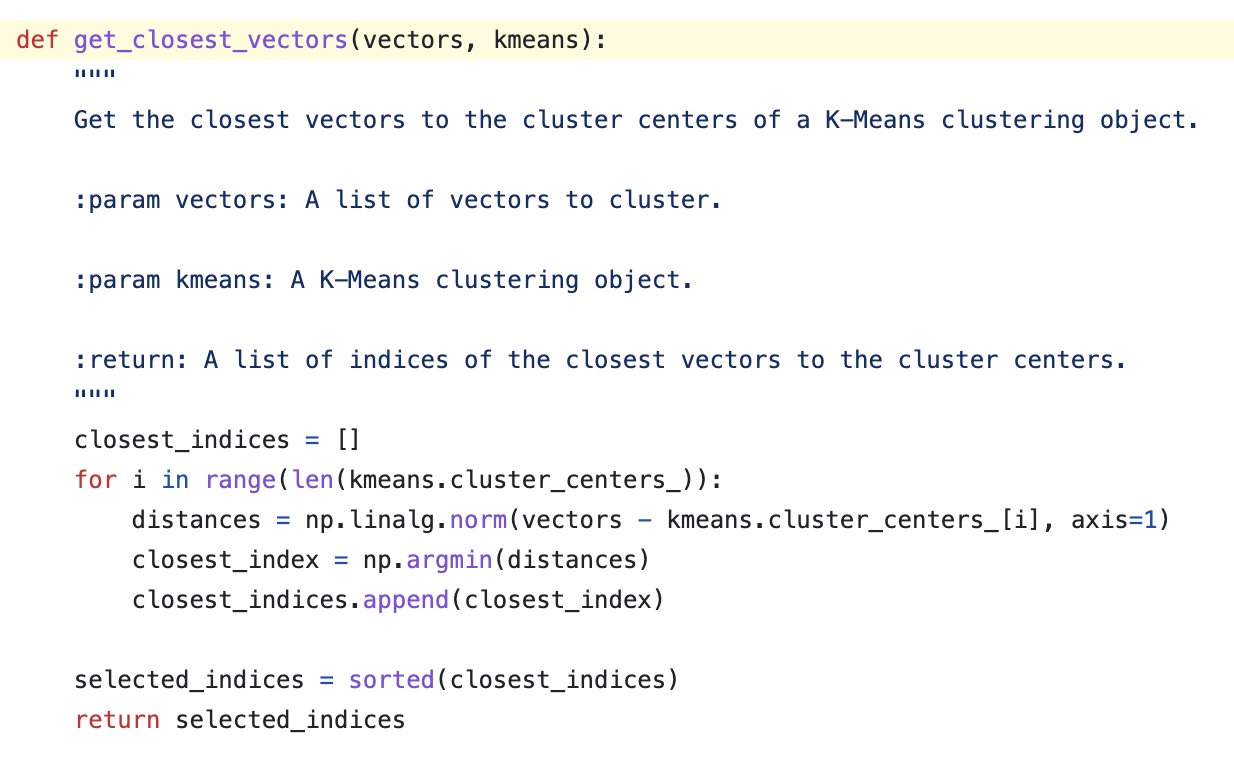 def get_closest_vectors(vectors, kmeans):
    """
    Get the closest vectors to the cluster centers of a K-Means clustering object.

    :param vectors: A list of vectors to cluster.

    :param kmeans: A K-Means clustering object.

    :return: A list of indices of the closest vectors to the cluster centers.
    """
    closest_indices = []
    for i in range(len(kmeans.cluster_centers_)):
        distances = np.linalg.norm(vectors - kmeans.cluster_centers_[i], axis=1)
        closest_index = np.argmin(distances)
        closest_indices.append(closest_index)

    selected_indices = sorted(closest_indices)
    return selected_indices